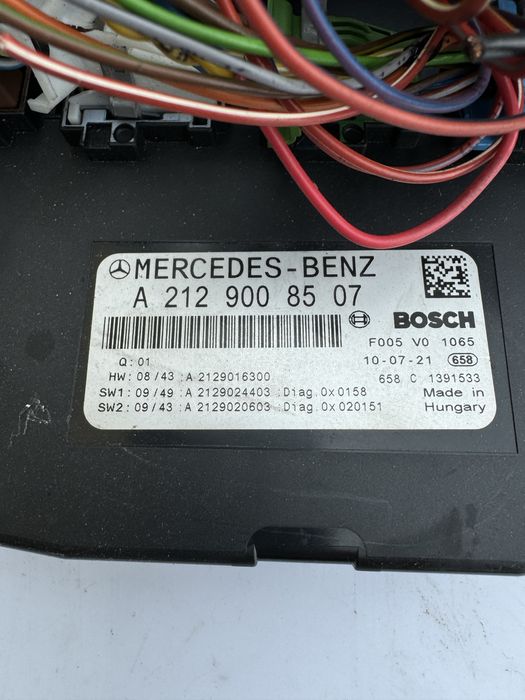 MERCEDES-BENZ
A 212 900 85 07
BOSCH
F005 V0 1065
Q: 01
10-07-21 658
HW: 08/43 :A 2129016300
658 C 1391533
SW1: 09/49 :A 2129024403 :Diag.0x0158
Made in
SW2: 09/43 :A 2129020603 :Diag.0x020151
Hungary